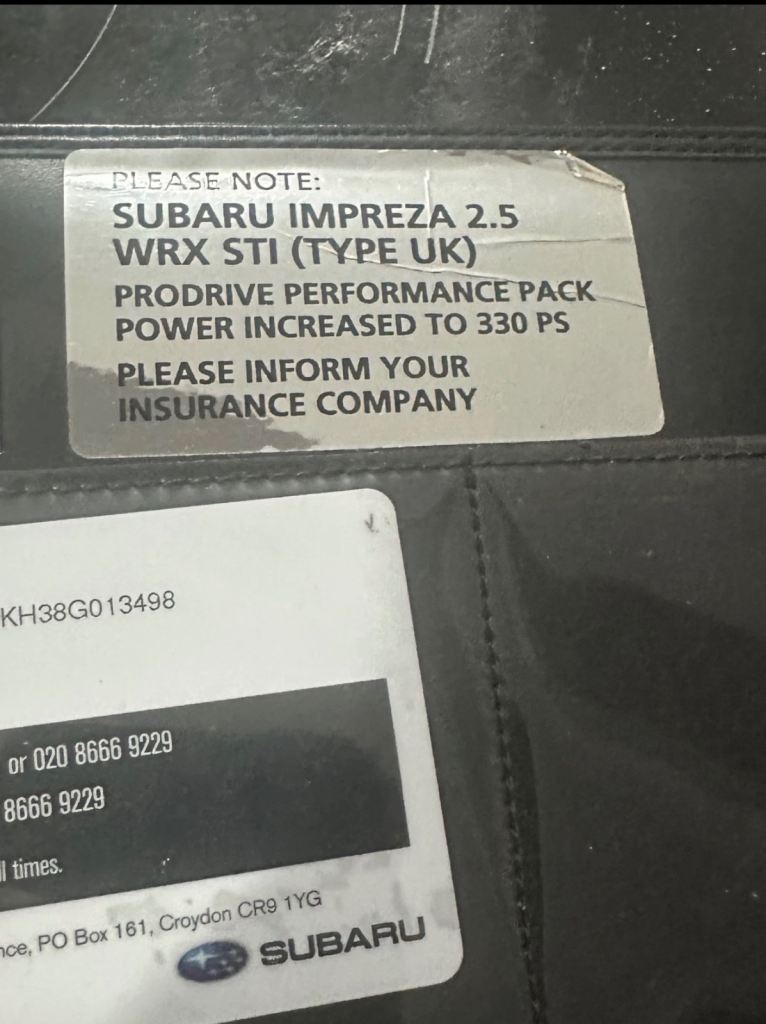 PLEASE NOTE:
SUBARU IMPREZA 2.5
WRX STI (TYPE UK)
PRODRIVE PERFORMANCE PACK
POWER INCREASED TO 330 PS
PLEASE INFORM YOUR
INSURANCE COMPANY
KH38G013498
or 020 8666 9229
8666 9229
times.
PO Box 161, Croydon CR9 1YG
SUBARU